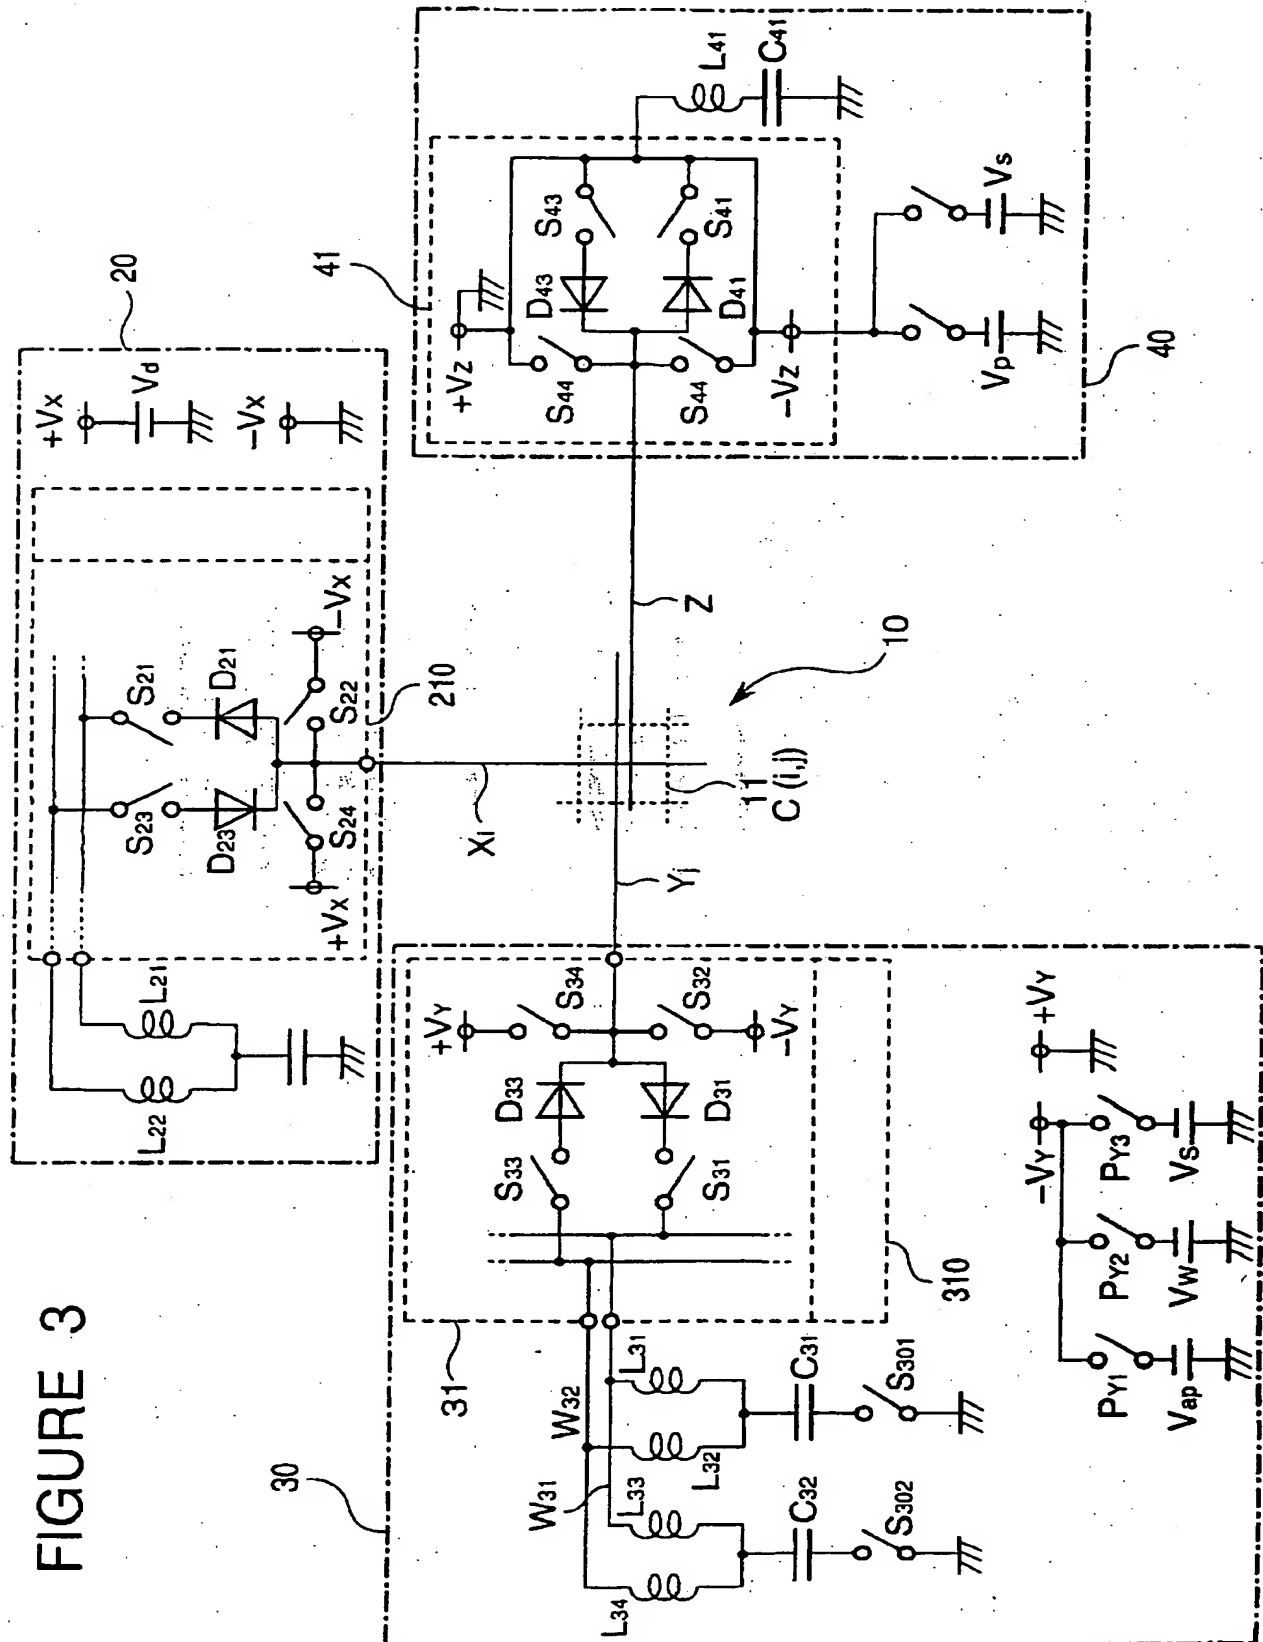 FIGURE 3
30
31
W31
W32
L34
L33
L32
L31
C32
C31
S302
S301
S33
S31
D33
D31
+VY
S34
S32
-VY
310
-VY
+VY
PY1
PY2
PY3
Vap
VW
VS
20
L22
L21
S23
S21
D23
D21
S24
S22
+VX
-VX
210
+VX
Vd
-VX
Xi
Yj
Z
11
C (i,j)
10
41
+VZ
S44
S44
-VZ
D43
D41
S43
S41
L41
C41
Vp
Vs
40